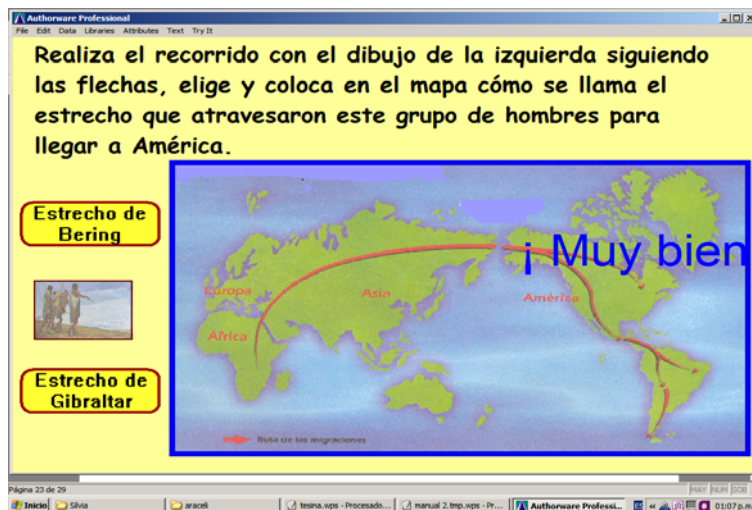 Authorware Professional
File Edit Data Libraries Attributes Text Try It
Realiza el recorrido con el dibujo de la izquierda siguiendo
las flechas, elige y coloca en el mapa cómo se llama el
estrecho que atravesaron este grupo de hombres para
llegar a América.
Estrecho de
Bering
¡ Muy bien
Europa
Asia
América
África
Estrecho de
Gibraltar
Ruta de las migraciones
Página 23 de 29
MAY NUM SOB
Inicio
Silvia
araceli
tesina.wps - Procesado...
manual 2.tmp.wps - Pr...
Authorware Professi...
01:07 p.m.